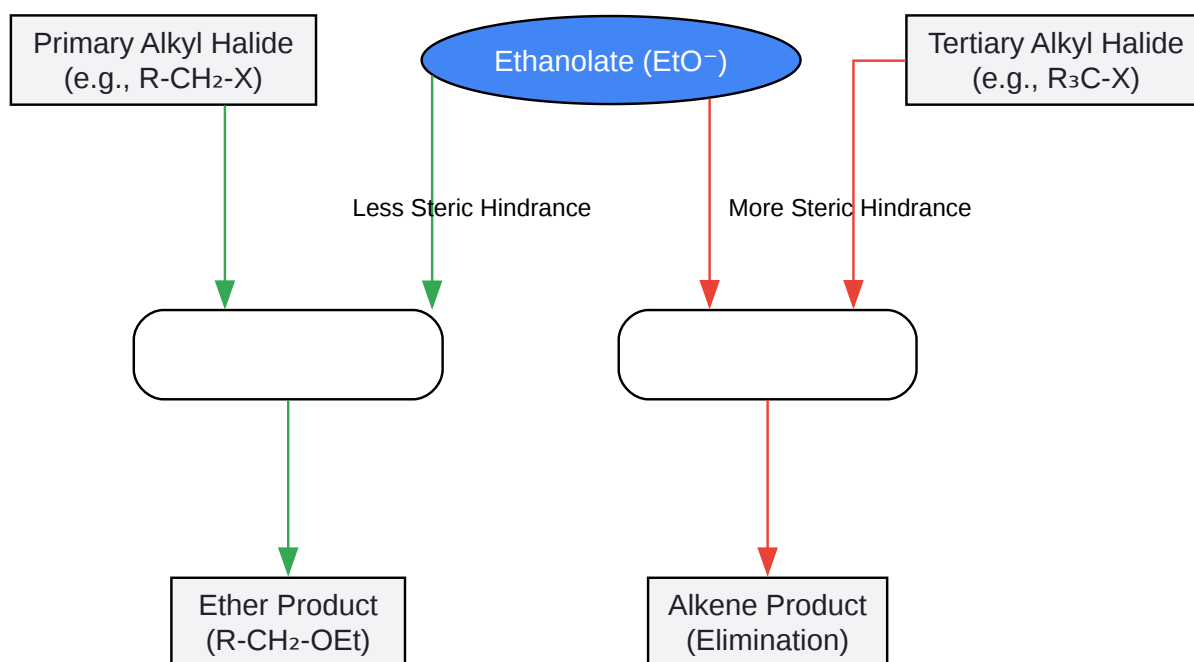 Primary Alkyl Halide
(e.g., R-CH₂-X)
Ethanolate (EtO⁻)
Tertiary Alkyl Halide
(e.g., R₃C-X)
Less Steric Hindrance
More Steric Hindrance
Ether Product
(R-CH₂-OEt)
Alkene Product
(Elimination)